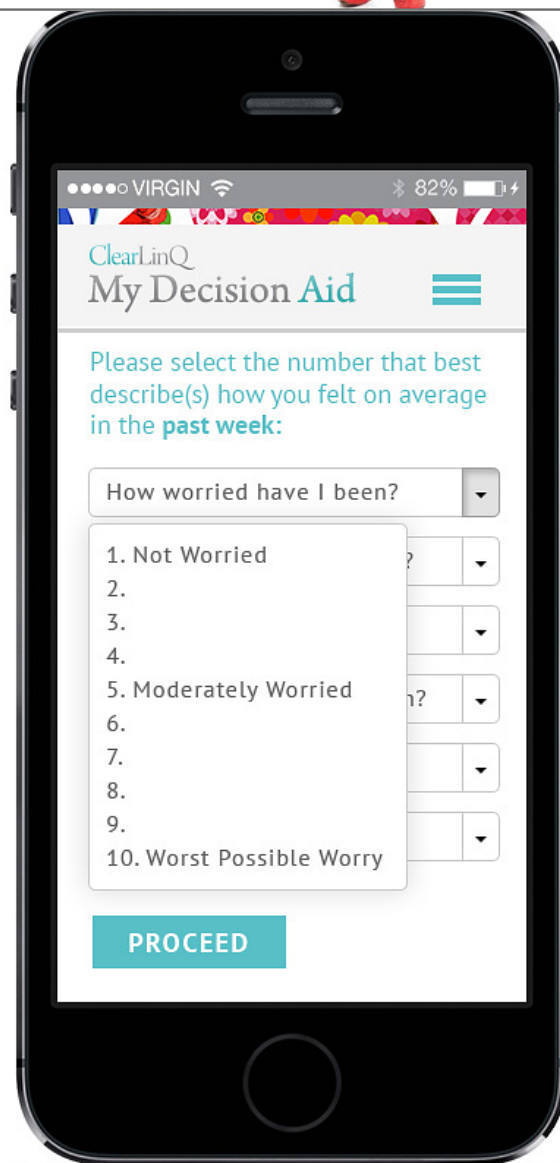 VIRGIN 82%
ClearLinQ
My Decision Aid
Please select the number that best
describe(s) how you felt on average
in the past week:
How worried have I been?
?
1. Not Worried
2.
3.
4.
5. Moderately Worried
n?
6.
7.
8.
9.
10. Worst Possible Worry
PROCEED